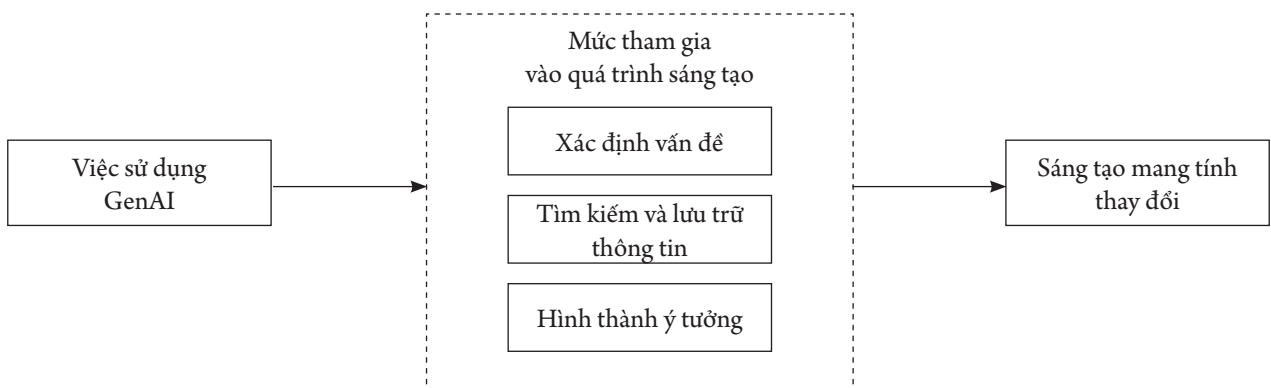 Mức tham gia
vào quá trình sáng tạo
Việc sử dụng
GenAI
Xác định vấn đề
Tìm kiếm và lưu trữ
thông tin
Hình thành ý tưởng
Sáng tạo mang tính
thay đổi